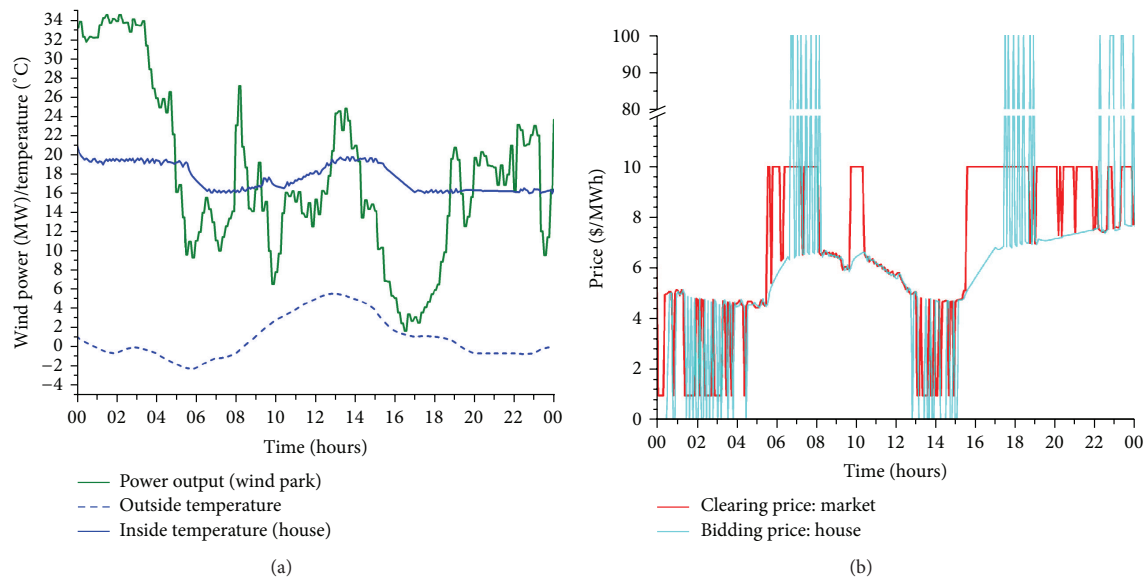 34
32
30
28
26
24
22
20
18
16
14
12
10
8
6
4
2
0
−2
−4
Wind power (MW)/temperature (°C)
00 02 04 06 08 10 12 14 16 18 20 22 00
Time (hours)
Power output (wind park)
Outside temperature
Inside temperature (house)
(a)
100
90
80
10
8
6
4
2
0
Price ($/MWh)
00 02 04 06 08 10 12 14 16 18 20 22 00
Time (hours)
Clearing price: market
Bidding price: house
(b)